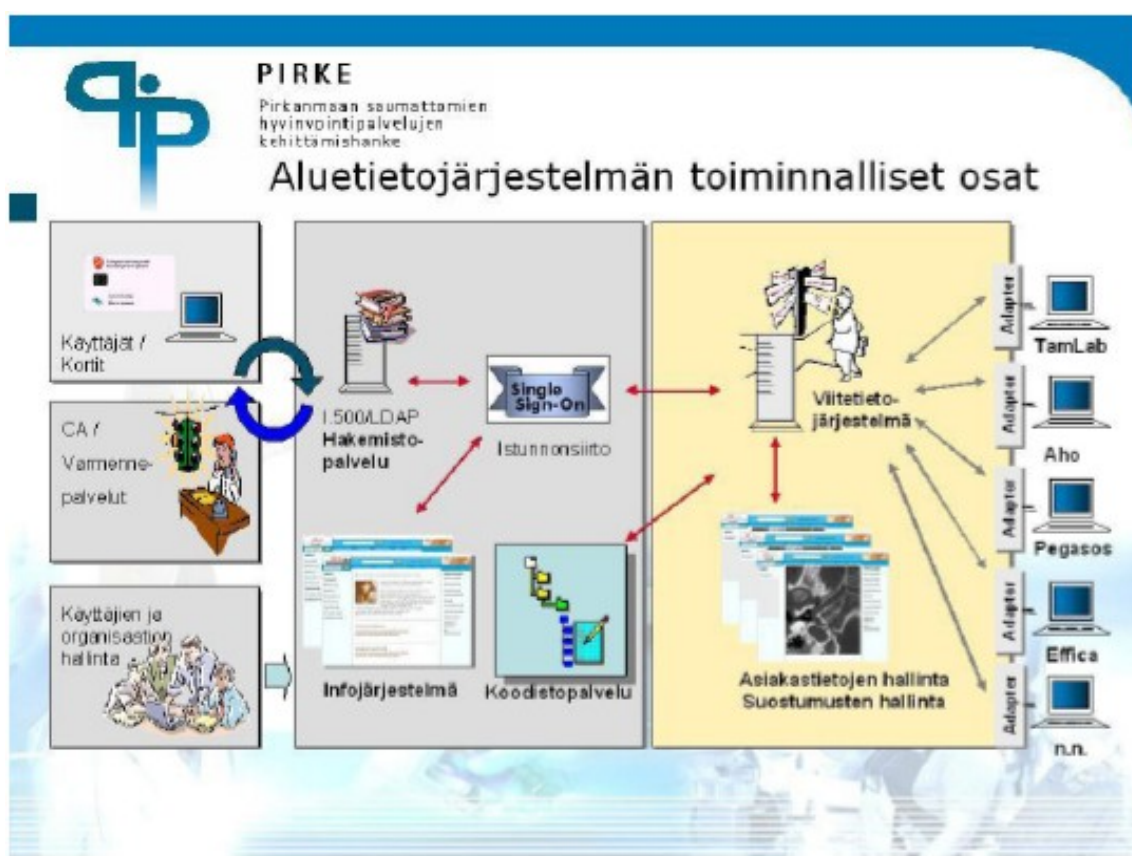 PIRKE
Pirkanmaan saumattomien
hyvinvointipalvelujen
kehittämishanke
Aluetietojärjestelmän toiminnalliset osat
Käyttäjät /
Kortit
CA /
Varmenne-
palvelut
Käyttäjien ja
organisaation
hallinta
I.500/LDAP
Hakemisto-
palvelu
Single
Sign-On
Istunnonsiirto
Infojärjestelmä
Koodistopalvelu
Viitetieto-
järjestelmä
Asiakastietojen hallinta
Suostumusten hallinta
Adapter
TamLab
Adapter
Aho
Adapter
Pegasos
Adapter
Effica
Adapter
n.n.